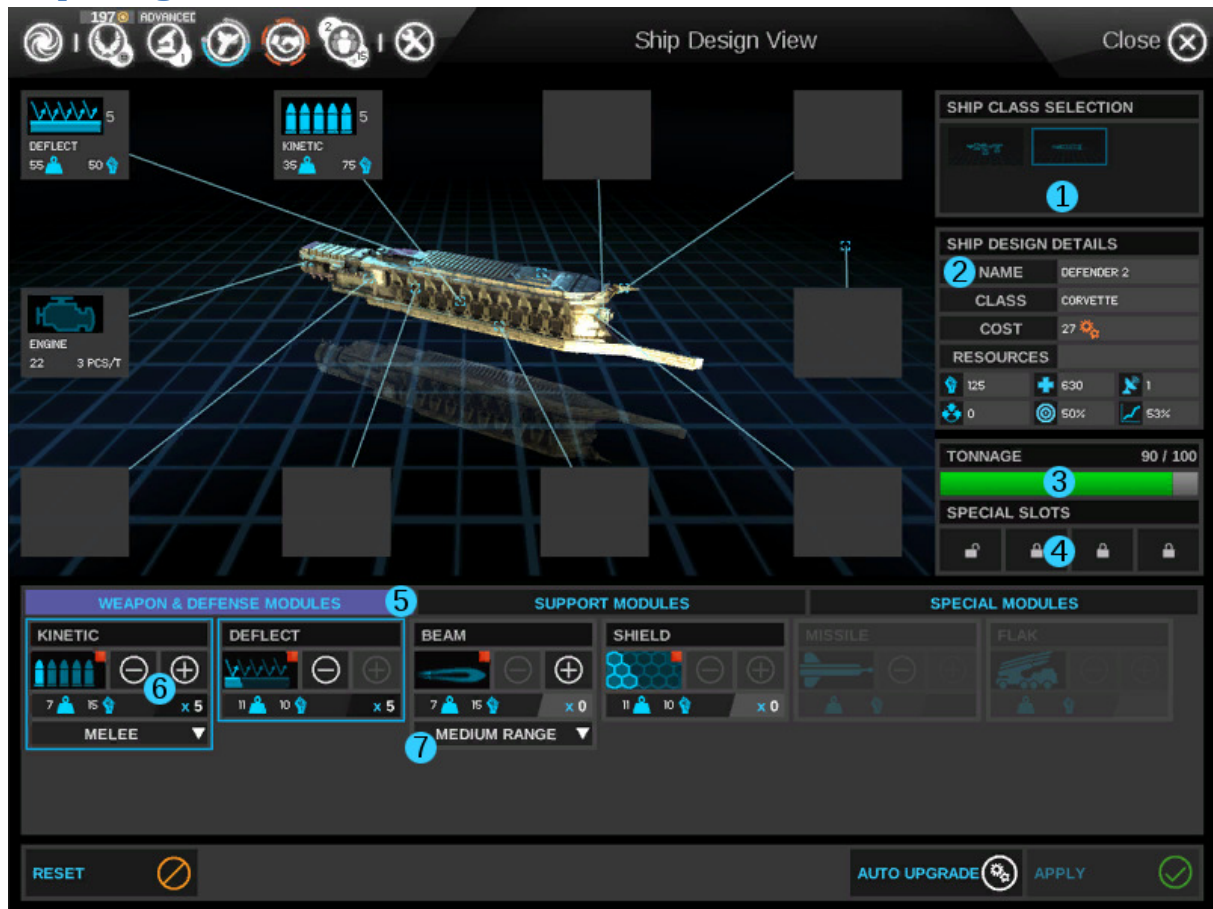 197 ADVANCED
2
1
15
Ship Design View
Close
5
DEFLECT
55 50
5
KINETIC
35 75
ENGINE
22 3 PCS/T
SHIP CLASS SELECTION
1
SHIP DESIGN DETAILS
2 NAME DEFENDER 2
CLASS CORVETTE
COST 27
RESOURCES
125 630 1
0 50% 53%
TONNAGE 90 / 100
3
SPECIAL SLOTS
4
WEAPON & DEFENSE MODULES 5 SUPPORT MODULES SPECIAL MODULES
KINETIC DEFLECT BEAM SHIELD MISSILE FLAK
6
7 15 x 5 11 10 x 5 7 15 x 0 11 10 x 0
MELEE 7 MEDIUM RANGE
RESET AUTO UPGRADE APPLY